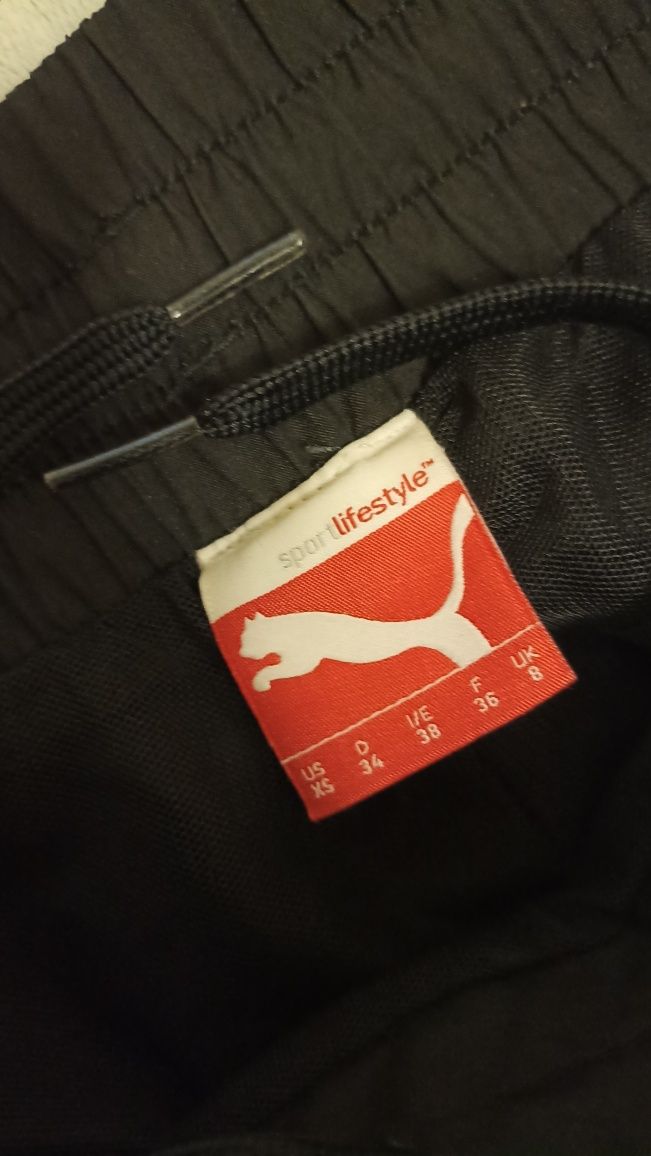 sportlifestyle™
US D I/E F UK
XS 34 38 36 8